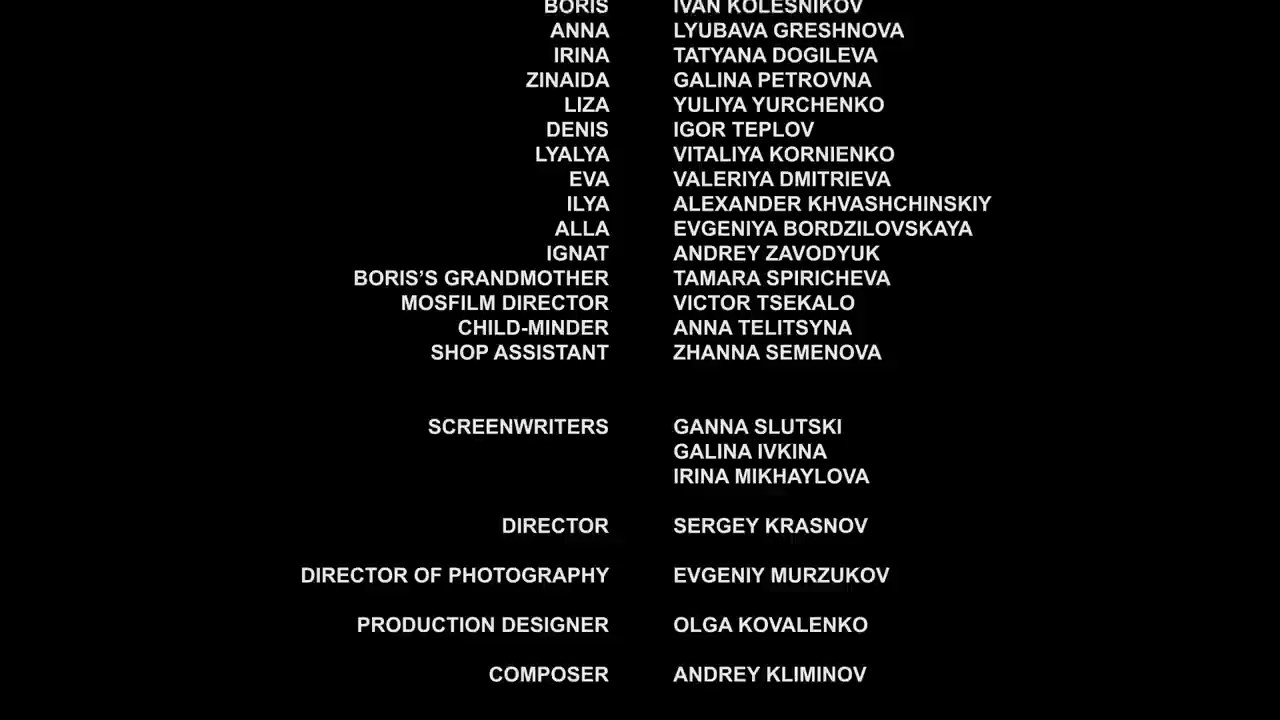 BORIS IVAN KOLESNIKOV
ANNA LYUBAVA GRESHNOVA
IRINA TATYANA DOGILEVA
ZINAIDA GALINA PETROVNA
LIZA YULIYA YURCHENKO
DENIS IGOR TEPLOV
LYALYA VITALIYA KORNIENKO
EVA VALERIYA DMITRIEVA
ILYA ALEXANDER KHVASHCHINSKIY
ALLA EVGENIYA BORDZILOVSKAYA
IGNAT ANDREY ZAVODYUK
BORIS’S GRANDMOTHER TAMARA SPIRICHEVA
MOSFILM DIRECTOR VICTOR TSEKALO
CHILD-MINDER ANNA TELITSYNA
SHOP ASSISTANT ZHANNA SEMENOVA
SCREENWRITERS GANNA SLUTSKI
GALINA IVKINA
IRINA MIKHAYLOVA
DIRECTOR SERGEY KRASNOV
DIRECTOR OF PHOTOGRAPHY EVGENIY MURZUKOV
PRODUCTION DESIGNER OLGA KOVALENKO
COMPOSER ANDREY KLIMINOV